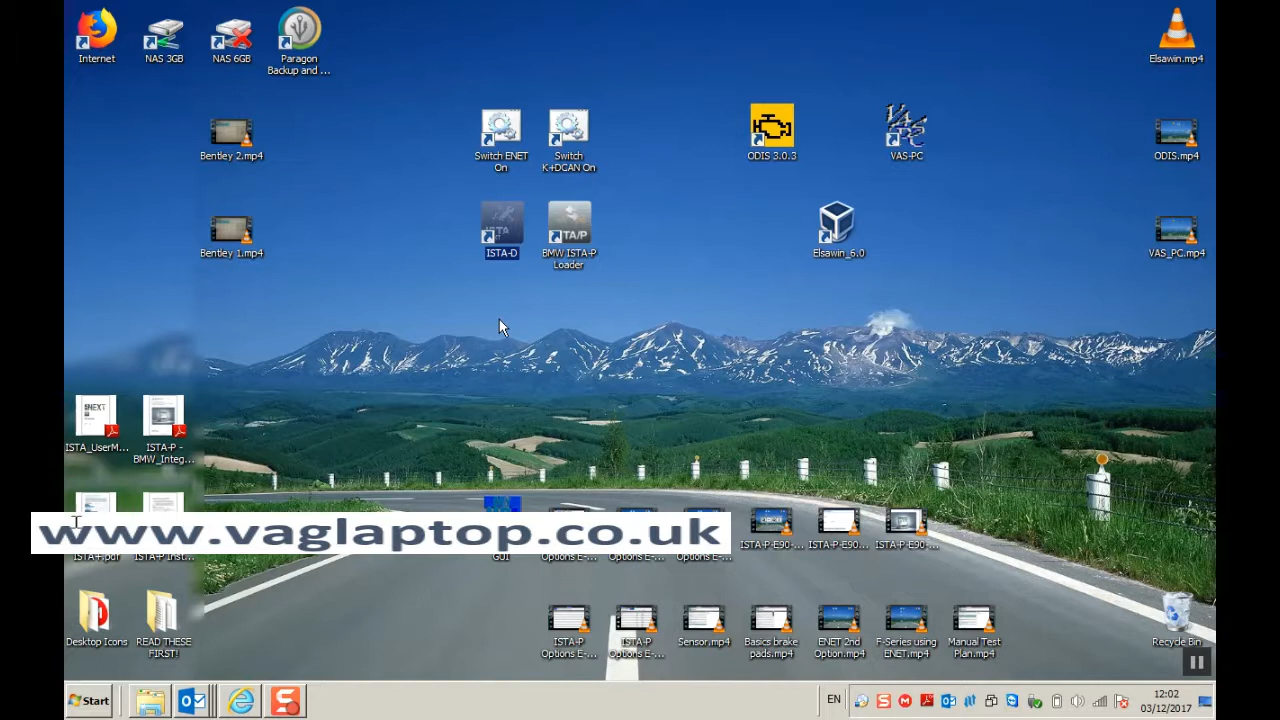 Internet
NAS 3GB
NAS 6GB
Paragon
Backup and ...
Elsawin.mp4
Bentley 2.mp4
Switch ENET
On
Switch
K+DCAN On
ODIS 3.0.3
VAS-PC
ODIS.mp4
Bentley 1.mp4
ISTA-D
BMW ISTA-P
Loader
Elsawin_6.0
VAS_PC.mp4
ISTA_UserM...
ISTA-P -
BMW_Integ...
www.vaglaptop.co.uk
GUI
Options E-...
Options E-...
Options E-...
ISTA-P-E90-...
ISTA-P-E90...
ISTA-P-E90-...
Desktop Icons
READ THESE
FIRST!
ISTA-P
Options E-...
ISTA-P
Options E-...
Sensor.mp4
Basics brake
pads.mp4
ENET 2nd
Option.mp4
F-Series using
ENET.mp4
Manual Test
Plan.mp4
Recycle Bin
Start
EN
12:02
03/12/2017